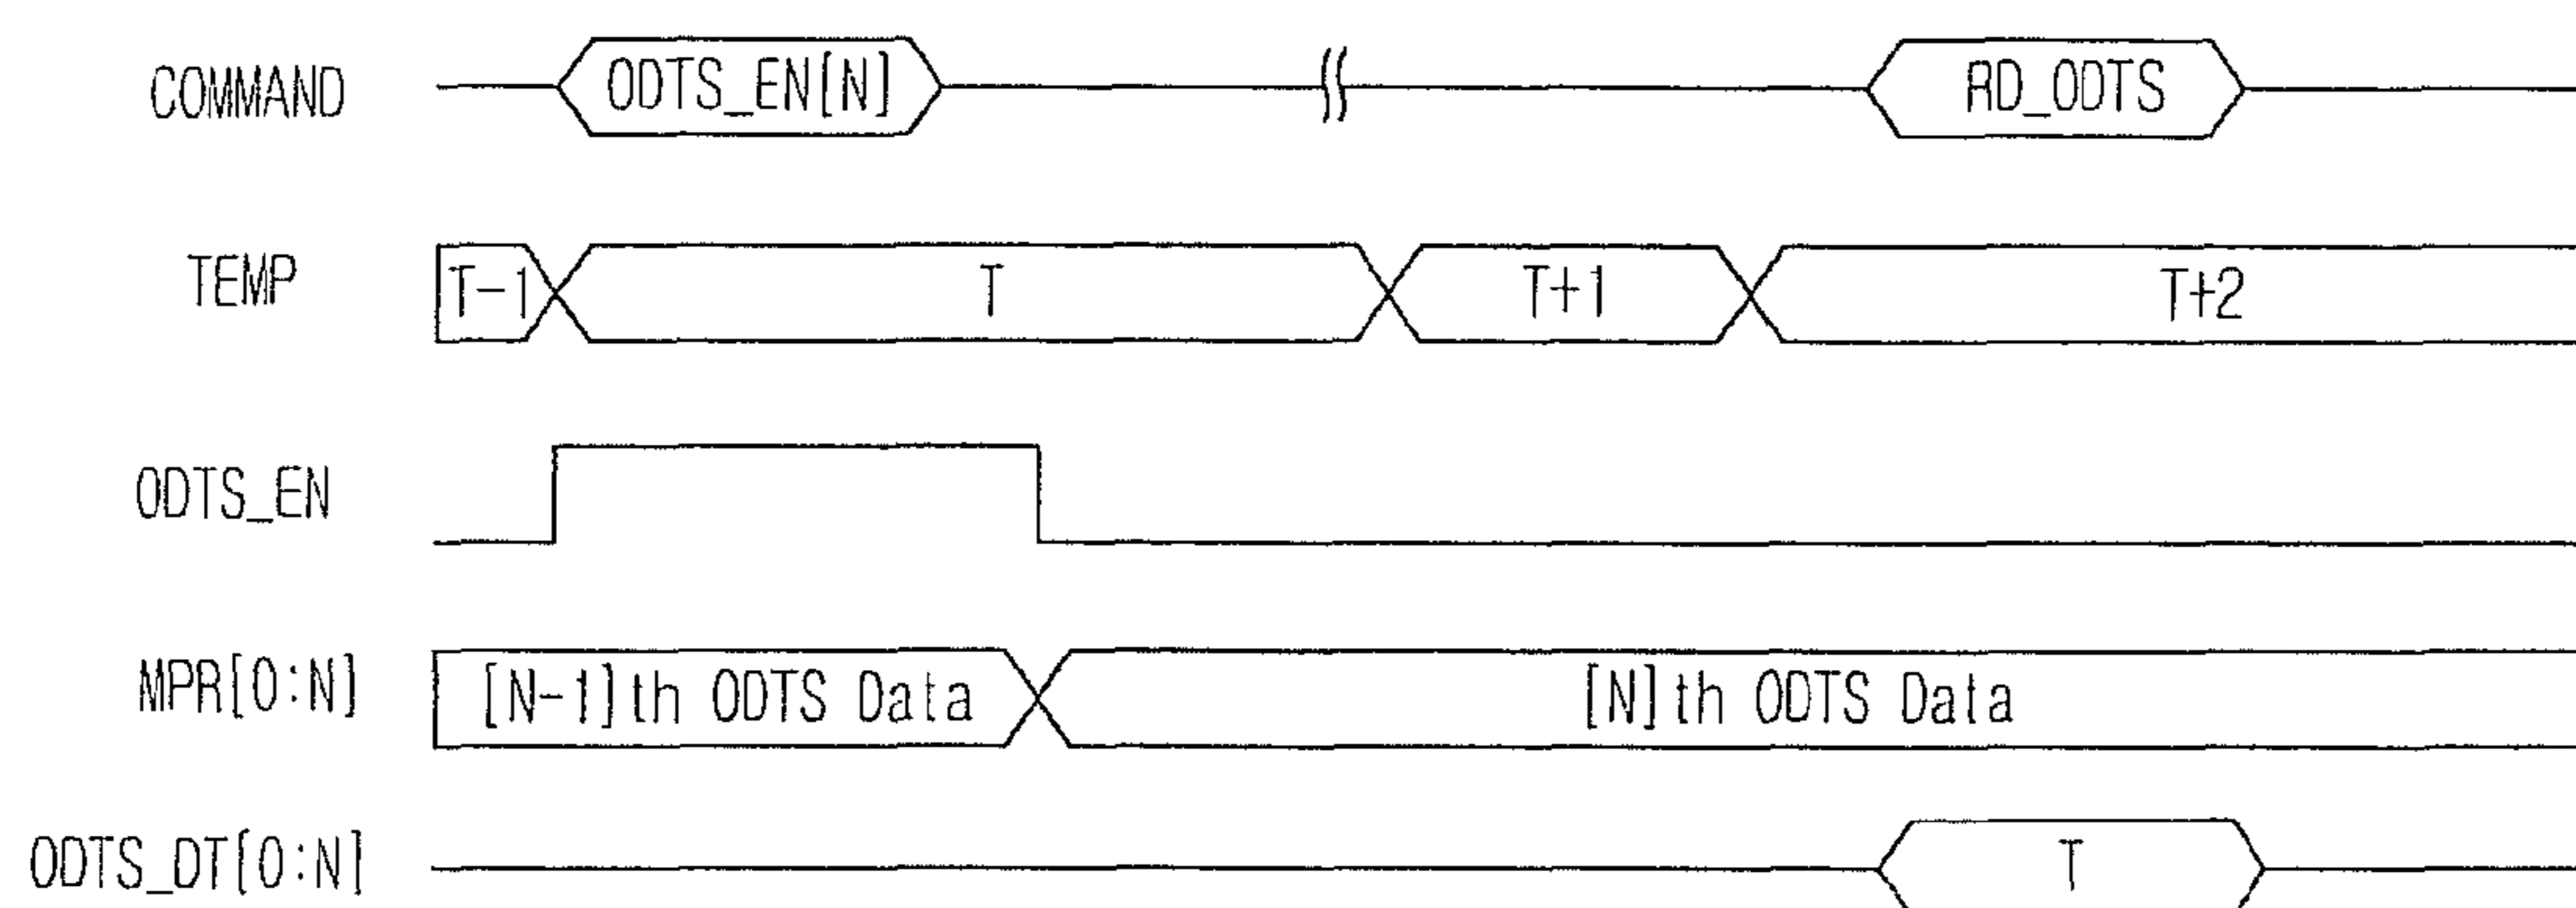 COMMAND ODTS_EN[N] RD_ODTS
TEMP T-1 T T+1 T+2
ODTS_EN
MPR[0:N] [N-1]th ODTS Data [N]th ODTS Data
ODTS_DT[0:N] T